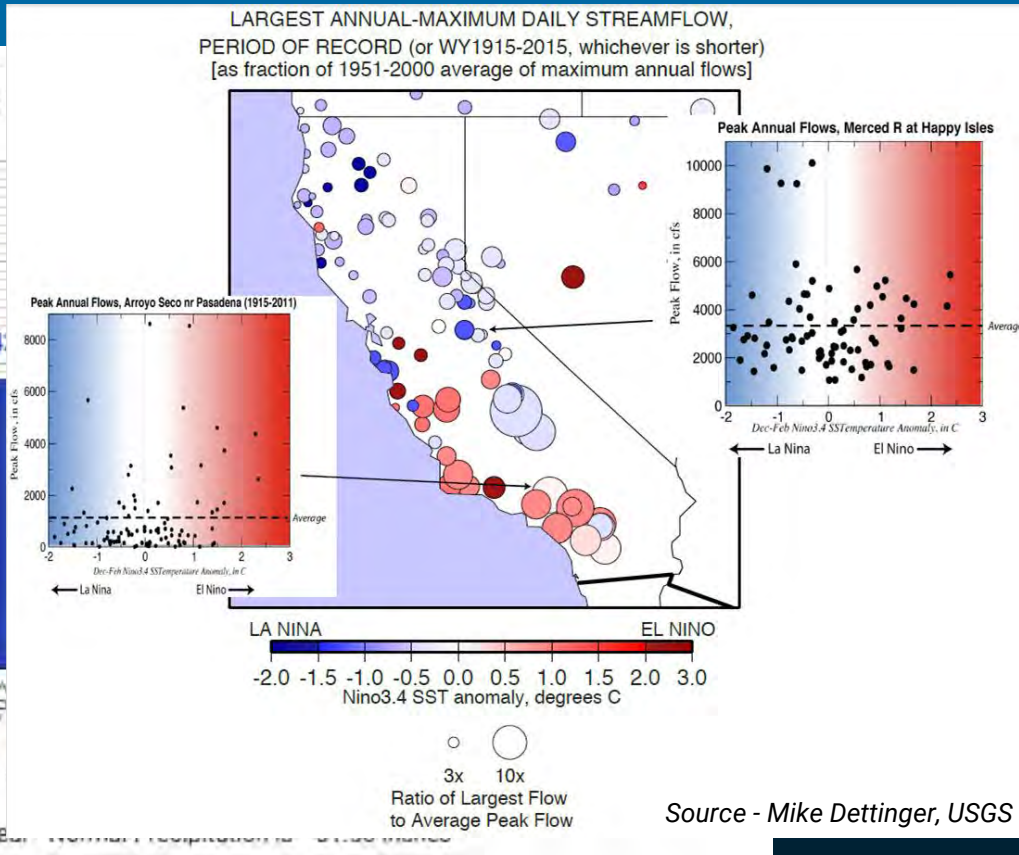 LARGEST ANNUAL-MAXIMUM DAILY STREAMFLOW,
PERIOD OF RECORD (or WY1915-2015, whichever is shorter)
[as fraction of 1951-2000 average of maximum annual flows]
Peak Annual Flows, Merced R at Happy Isles
10000
8000
6000
4000
2000
0
Peak Flow, in cfs
Average
-2 -1 0 1 2 3
Dec-Feb Nino3.4 SSTemperature Anomaly, in C
La Nina El Nino
Peak Annual Flows, Arroyo Seco nr Pasadena (1915-2011)
8000
6000
4000
2000
0
Peak Flow, in cfs
Average
-2 -1 0 1 2 3
Dec-Feb Nino3.4 SSTemperature Anomaly, in C
La Nina El Nino
LA NINA EL NINO
-2.0 -1.5 -1.0 -0.5 0.0 0.5 1.0 1.5 2.0 3.0
Nino3.4 SST anomaly, degrees C
3x 10x
Ratio of Largest Flow
to Average Peak Flow
Source - Mike Dettinger, USGS